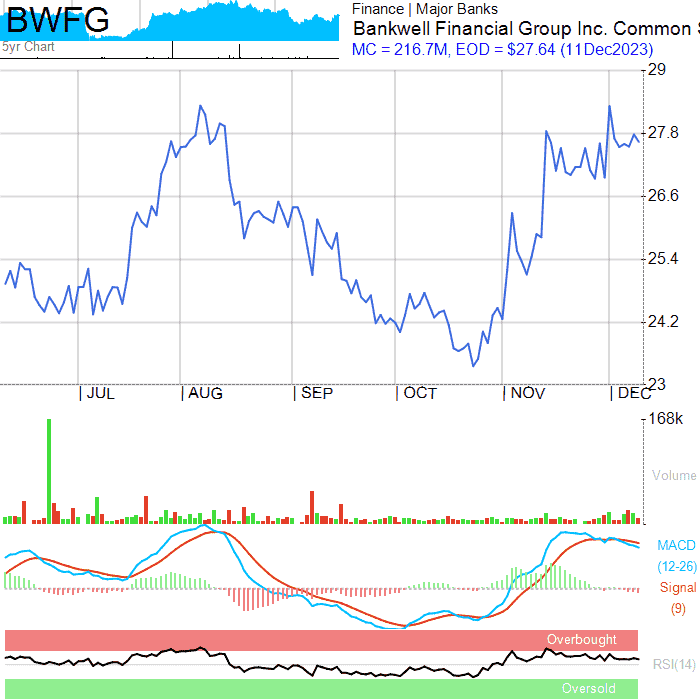 BWFG
5yr Chart
Finance | Major Banks
Bankwell Financial Group Inc. Common S
MC = 216.7M, EOD = $27.64 (11Dec2023)
29
27.8
26.6
25.4
24.2
23
JUL AUG SEP OCT NOV DEC
168k
Volume
MACD
(12-26)
Signal
(9)
Overbought
RSI(14)
Oversold